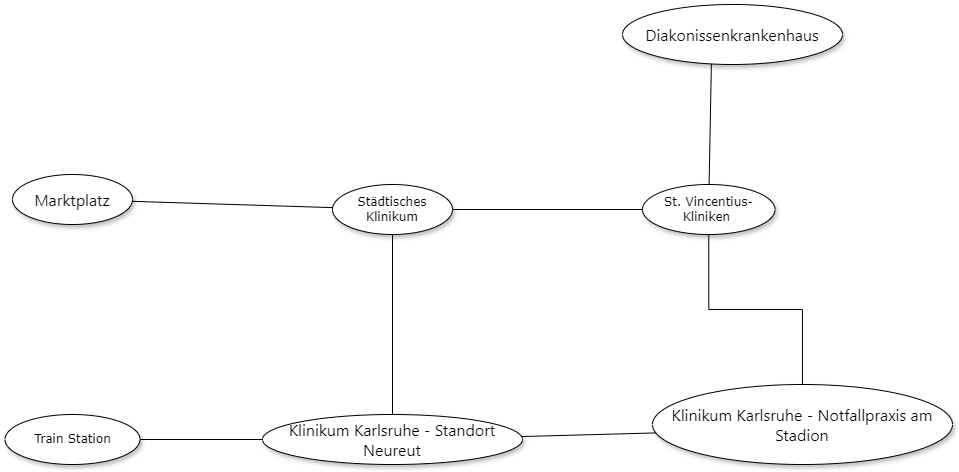 Diakonissenkrankenhaus
Marktplatz
Städtisches
Klinikum
St. Vincentius-
Kliniken
Train Station
Klinikum Karlsruhe - Standort
Neureut
Klinikum Karlsruhe - Notfallpraxis am
Stadion